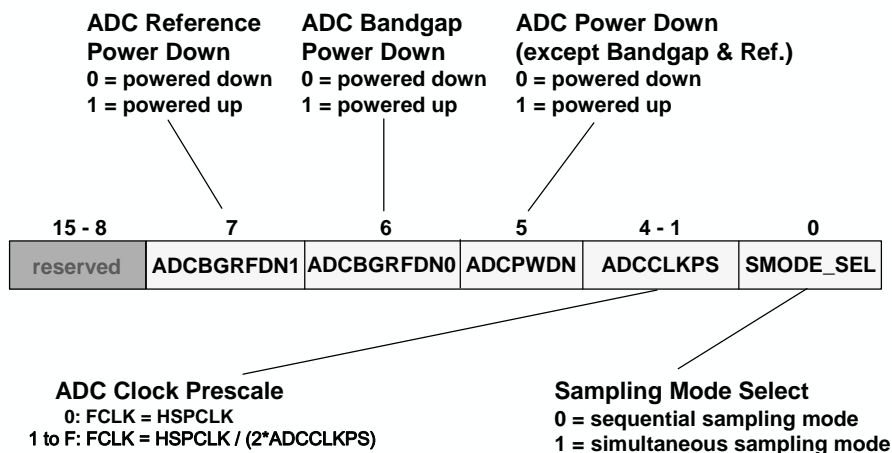 ADC Reference
Power Down
0 = powered down
1 = powered up
ADC Bandgap
Power Down
0 = powered down
1 = powered up
ADC Power Down
(except Bandgap & Ref.)
0 = powered down
1 = powered up
15 - 8 7 6 5 4 - 1 0
reserved ADCBGRFDN1 ADCBGRFDN0 ADCPWDN ADCCLKPS SMODE_SEL
ADC Clock Prescale
0: FCLK = HSPCLK
1 to F: FCLK = HSPCLK / (2*ADCCLKPS)
Sampling Mode Select
0 = sequential sampling mode
1 = simultaneous sampling mode